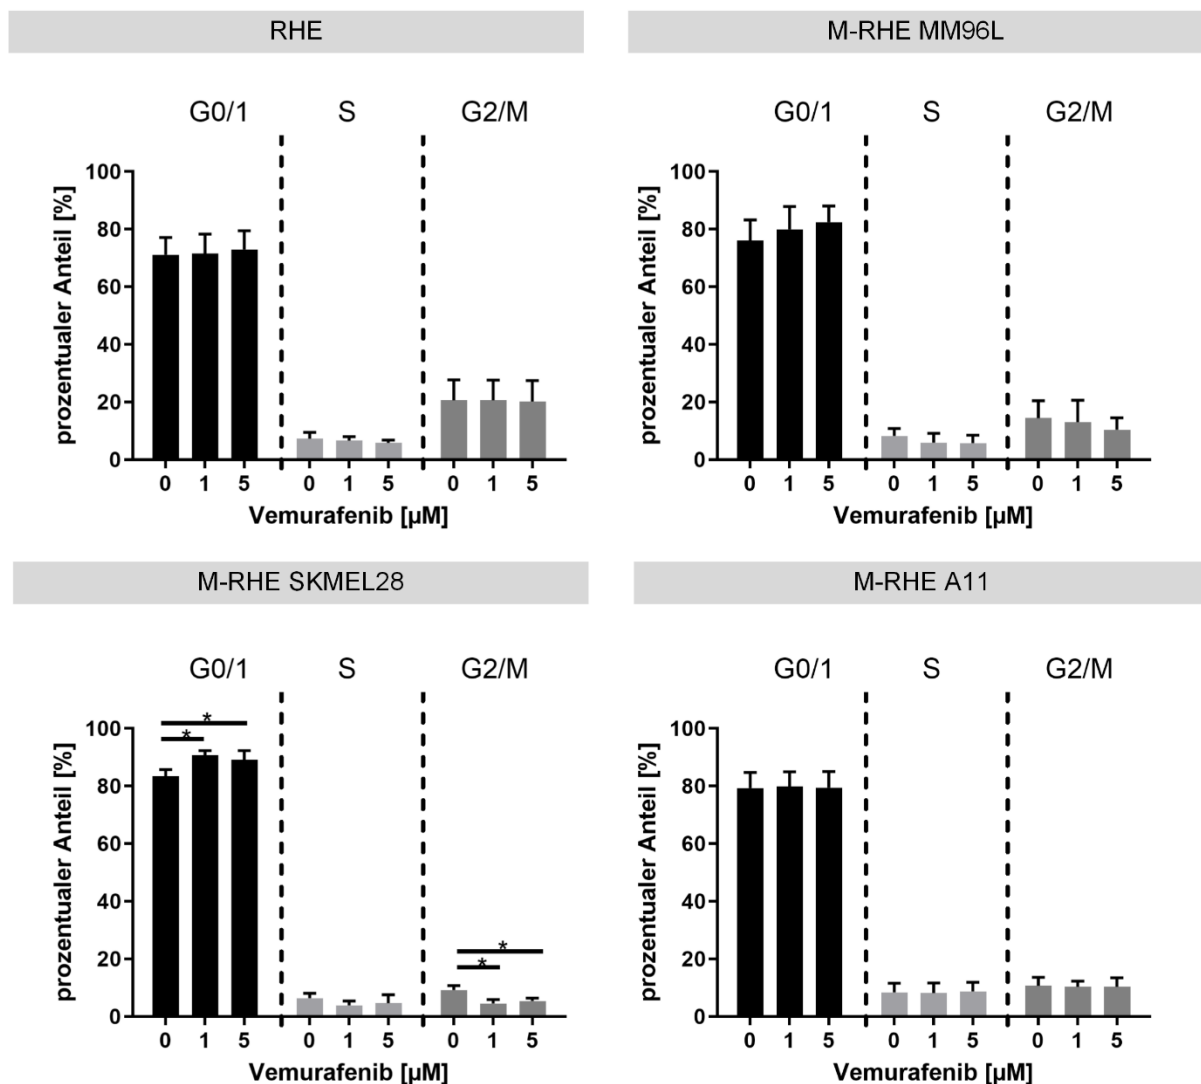 RHE
G0/1 S G2/M
prozentualer Anteil [%]
100
80
60
40
20
0
0 1 5 0 1 5 0 1 5
Vemurafenib [µM]
M-RHE MM96L
G0/1 S G2/M
prozentualer Anteil [%]
100
80
60
40
20
0
0 1 5 0 1 5 0 1 5
Vemurafenib [µM]
M-RHE SKMEL28
G0/1 S G2/M
prozentualer Anteil [%]
100
80
60
40
20
0
*
*
*
*
0 1 5 0 1 5 0 1 5
Vemurafenib [µM]
M-RHE A11
G0/1 S G2/M
prozentualer Anteil [%]
100
80
60
40
20
0
0 1 5 0 1 5 0 1 5
Vemurafenib [µM]